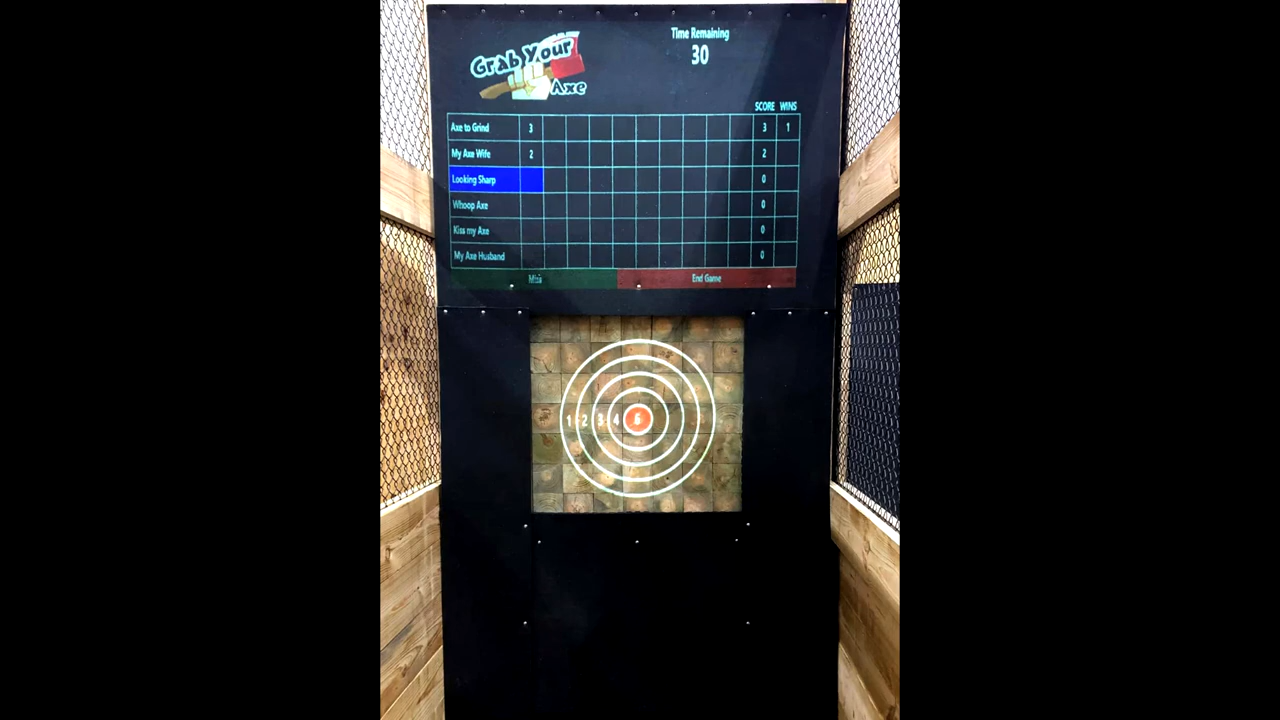 Grab Your
Axe
Time Remaining
30
SCORE WINS
Axe to Grind 3 3 1
My Axe Wife 2 2
Looking Sharp 0
Whoop Axe 0
Kiss my Axe 0
My Axe Husband 0
Miss End Game
1 2 3 4 6